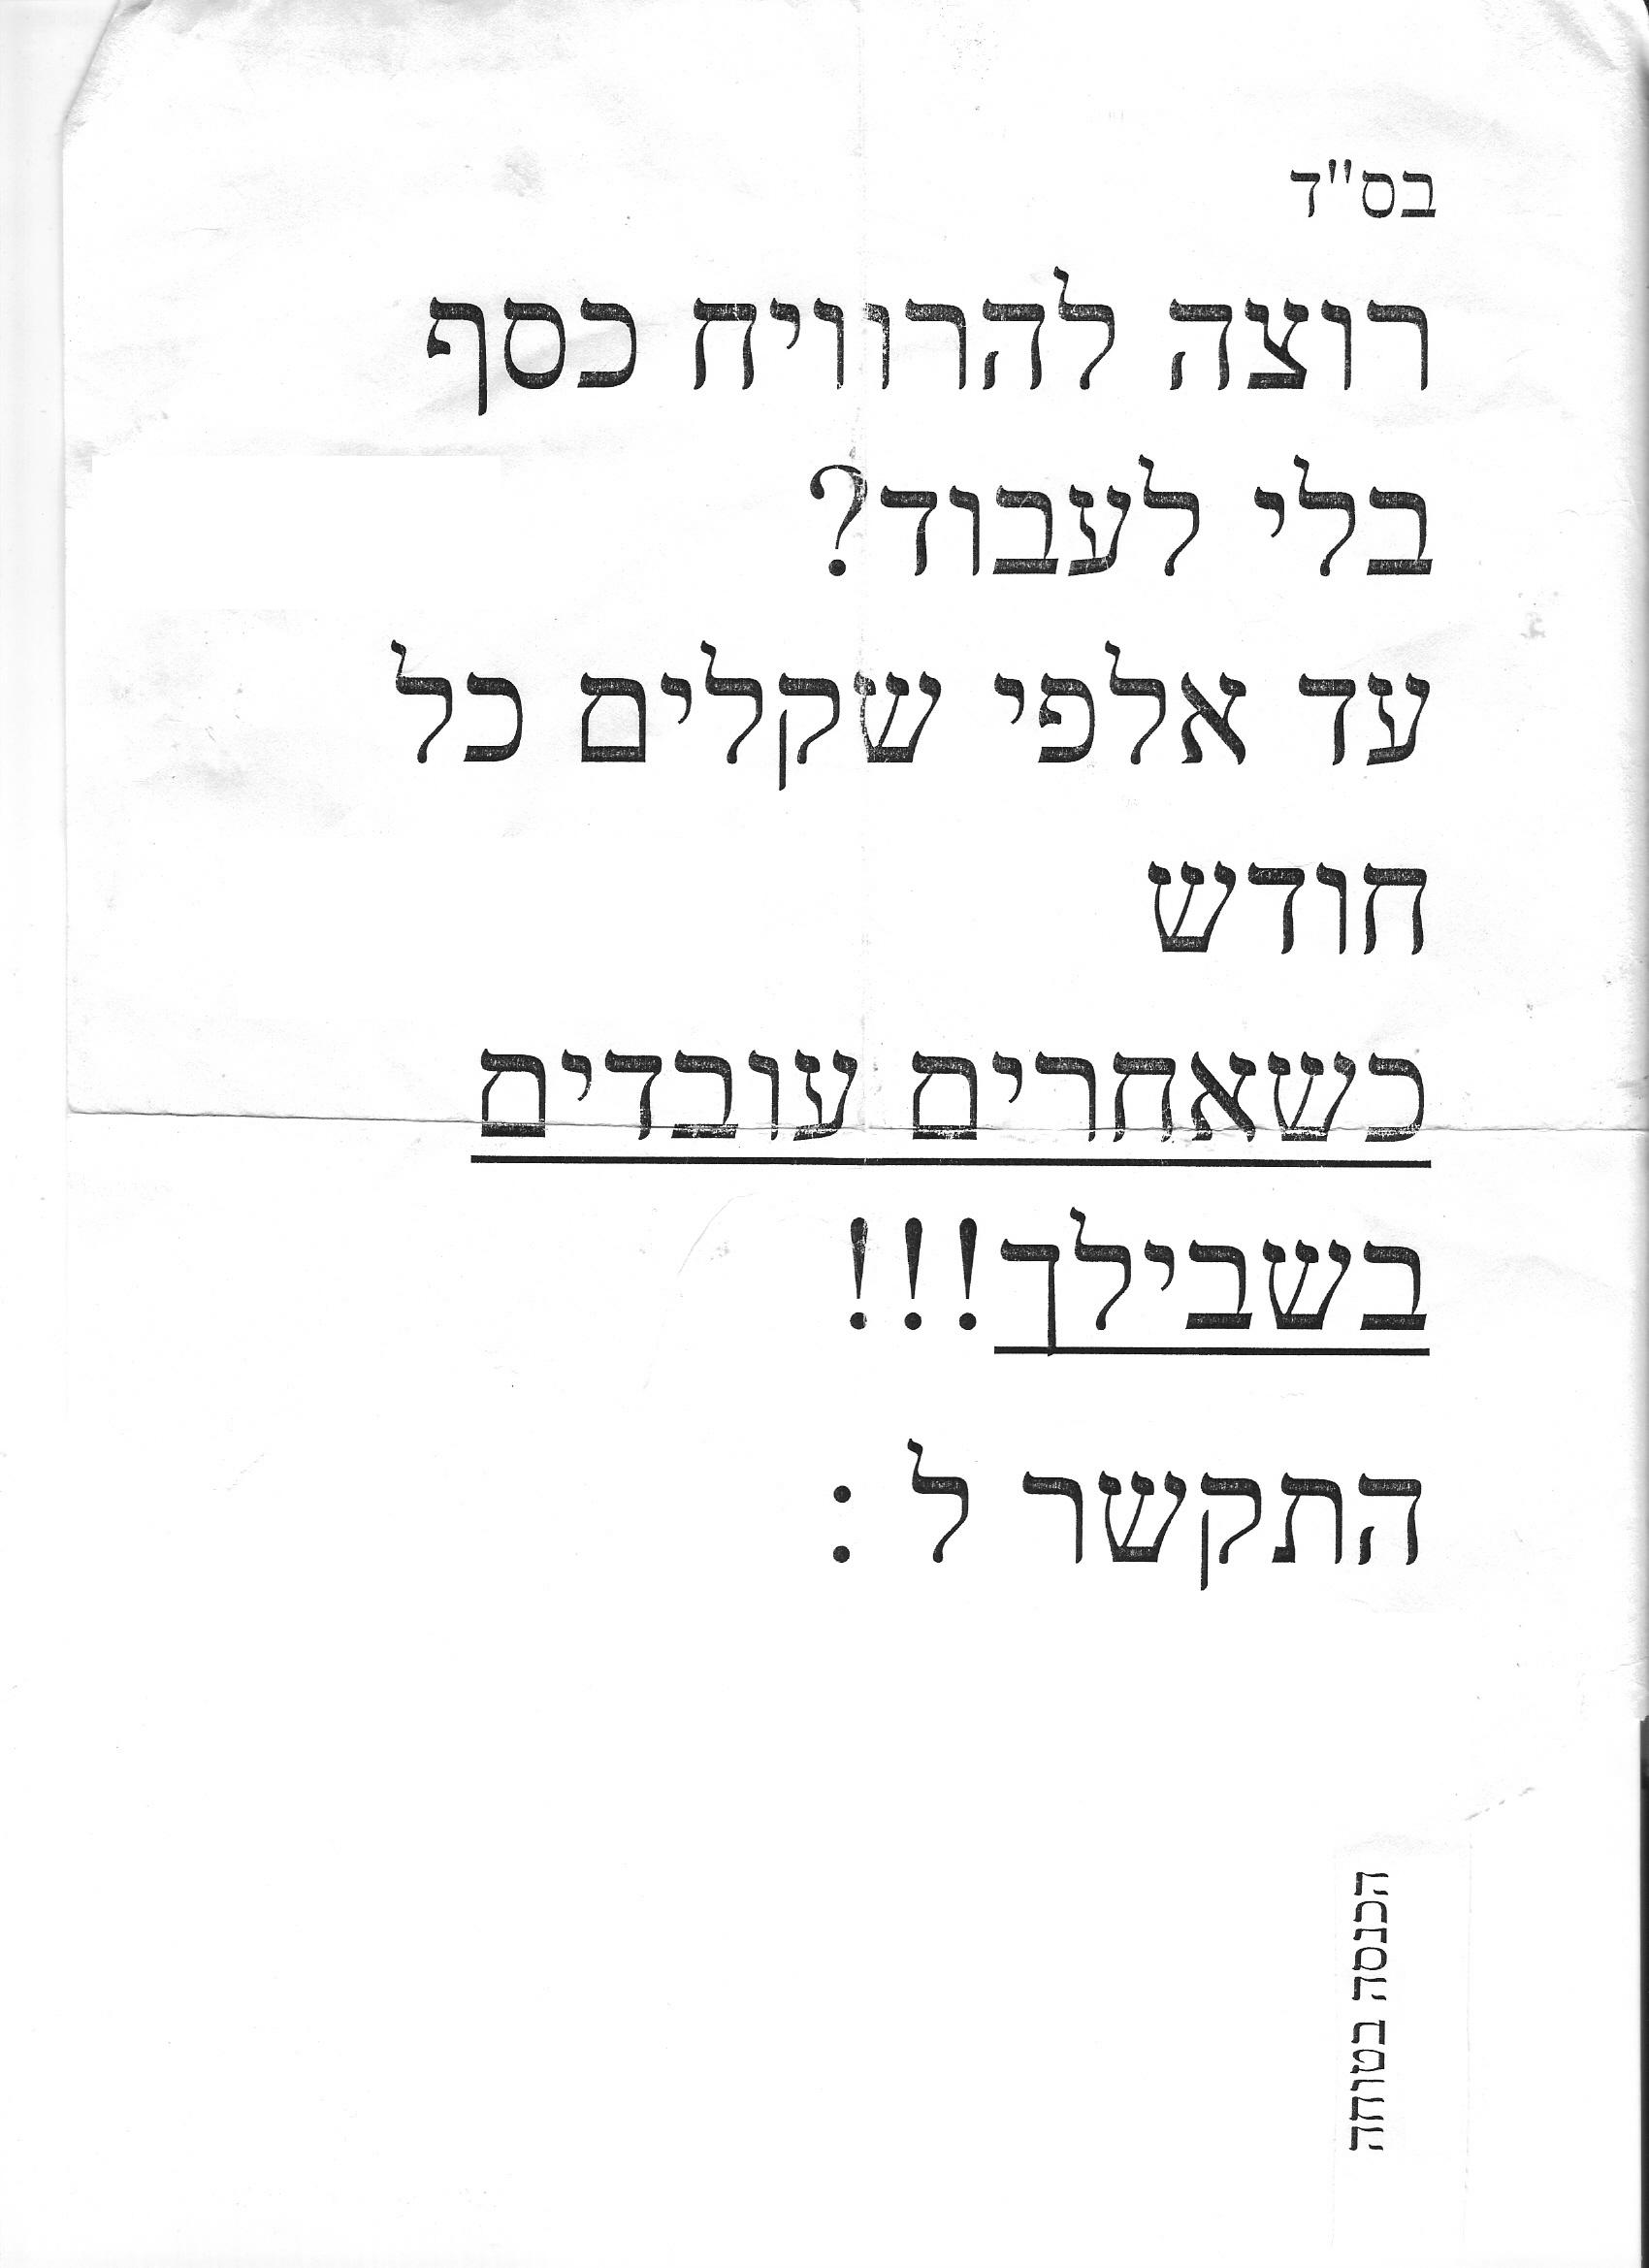 בס"ד
רוצה להרוויח כסף
בלי לעבוד?
עד אלפי שקלים כל
חודש
כשאחרים עובדים
בשבילך!!!
התקשר ל :
הכנסה בטוחה